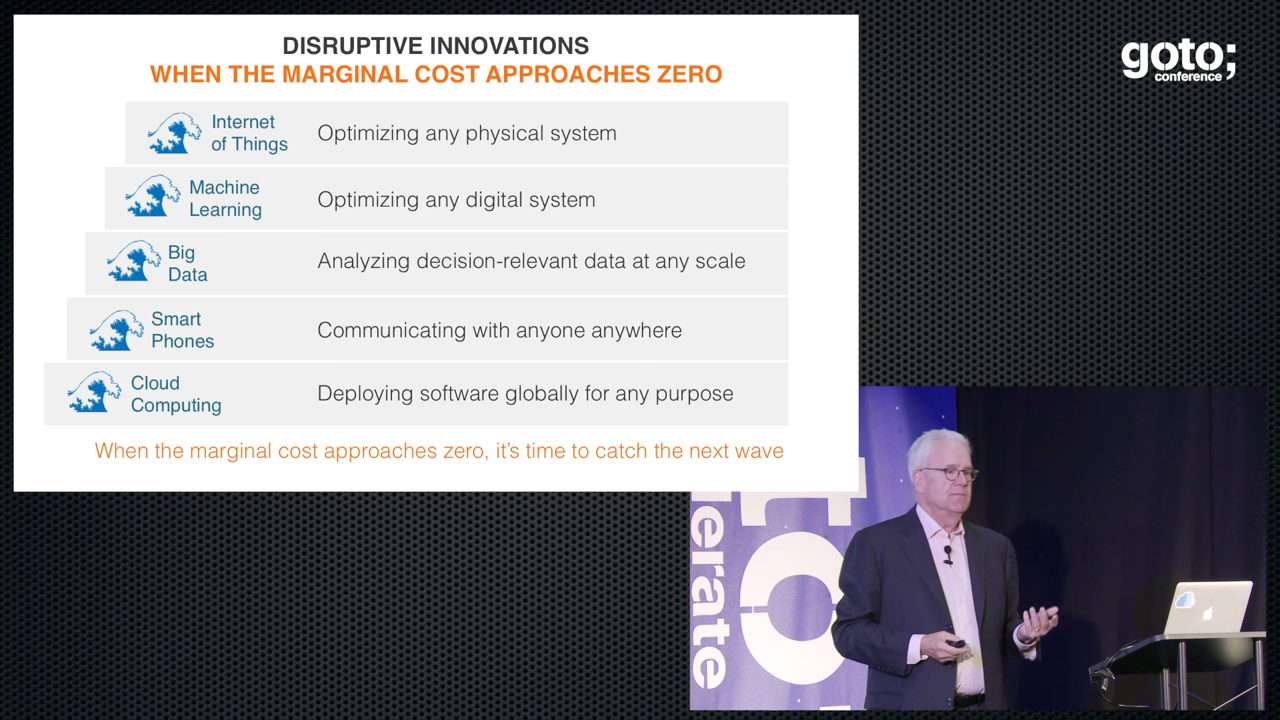 DISRUPTIVE INNOVATIONS
WHEN THE MARGINAL COST APPROACHES ZERO
Internet
of Things
Optimizing any physical system
Machine
Learning
Optimizing any digital system
Big
Data
Analyzing decision-relevant data at any scale
Smart
Phones
Communicating with anyone anywhere
Cloud
Computing
Deploying software globally for any purpose
When the marginal cost approaches zero, it's time to catch the next wave
goto;
conference
to
erate